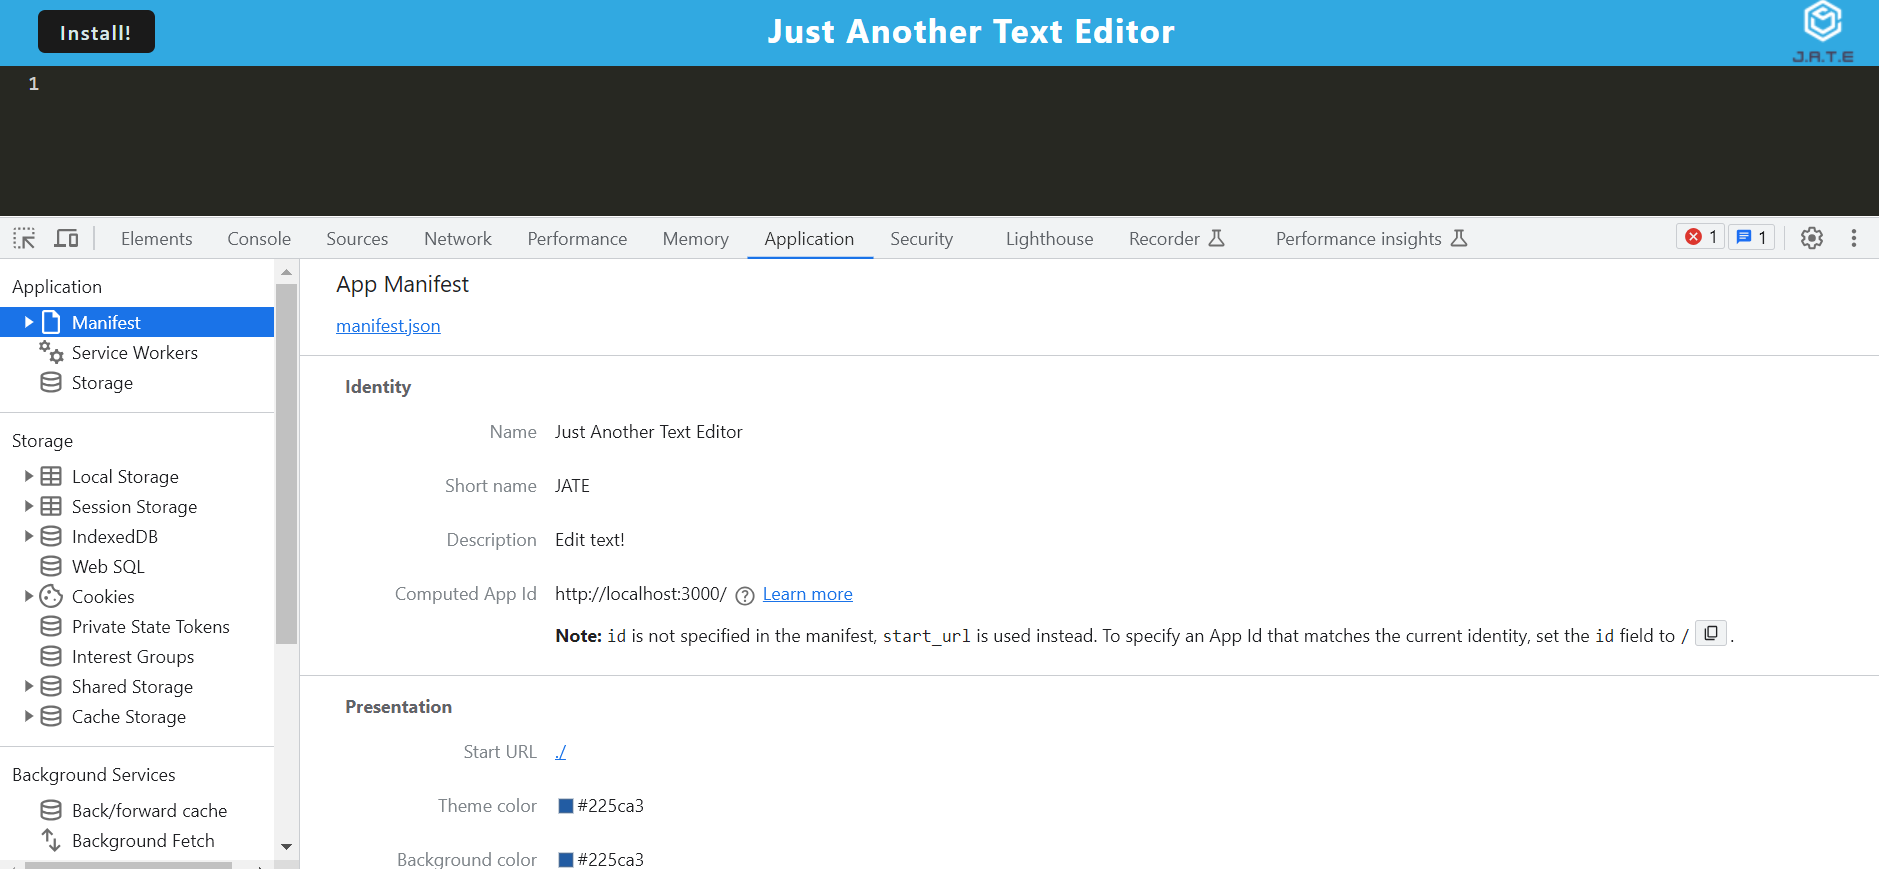 Install!
Just Another Text Editor
J.A.T.E
1
Elements
Console
Sources
Network
Performance
Memory
Application
Security
Lighthouse
Recorder
Performance insights
1
1
Application
Manifest
Service Workers
Storage
Storage
Local Storage
Session Storage
IndexedDB
Web SQL
Cookies
Private State Tokens
Interest Groups
Shared Storage
Cache Storage
Background Services
Back/forward cache
Background Fetch
App Manifest
manifest.json
Identity
Name Just Another Text Editor
Short name JATE
Description Edit text!
Computed App Id http://localhost:3000/ Learn more
Note: id is not specified in the manifest, start_url is used instead. To specify an App Id that matches the current identity, set the id field to / .
Presentation
Start URL ./
Theme color #225ca3
Background color #225ca3